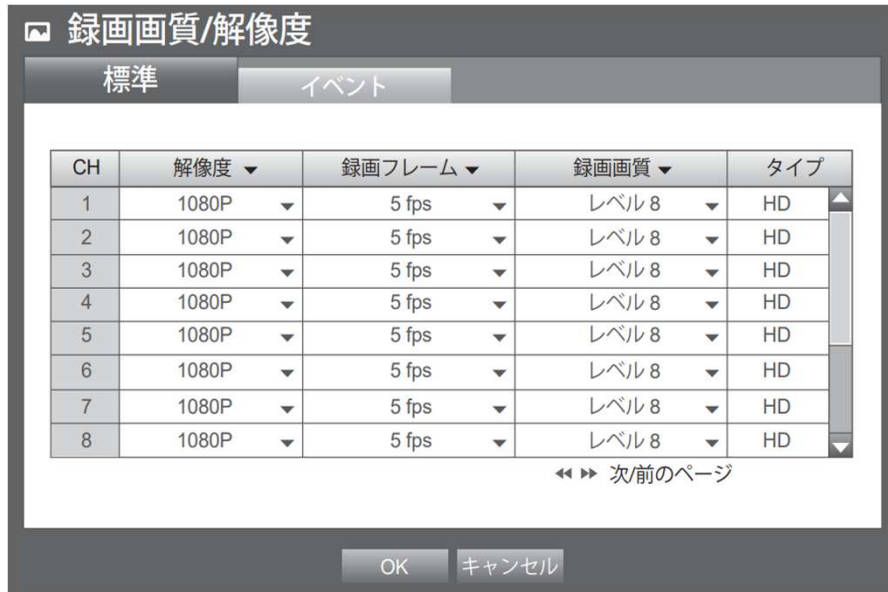 録画画質/解像度
標準 イベント
CH 解像度 録画フレーム 録画画質 タイプ
1 1080P 5 fps レベル 8 HD
2 1080P 5 fps レベル 8 HD
3 1080P 5 fps レベル 8 HD
4 1080P 5 fps レベル 8 HD
5 1080P 5 fps レベル 8 HD
6 1080P 5 fps レベル 8 HD
7 1080P 5 fps レベル 8 HD
8 1080P 5 fps レベル 8 HD
次/前のページ
OK キャンセル